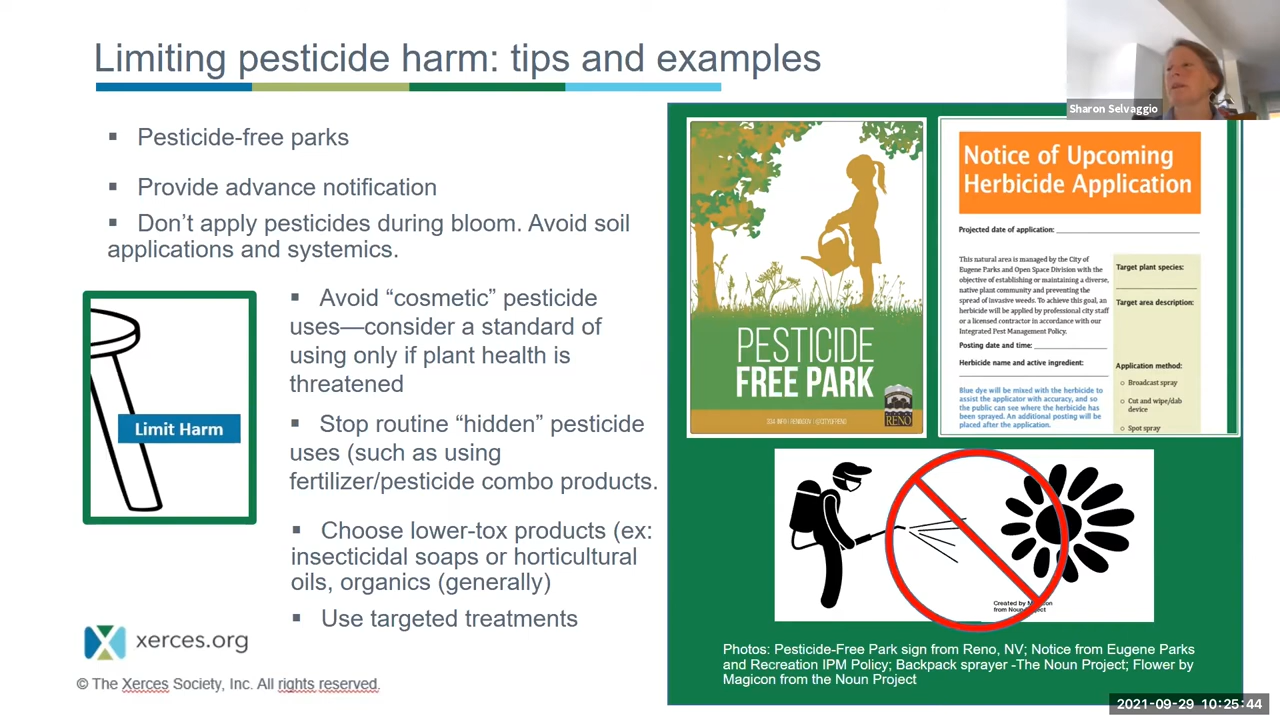 Limiting pesticide harm: tips and examples
Sharon Selvaggio
▪ Pesticide-free parks
▪ Provide advance notification
▪ Don’t apply pesticides during bloom. Avoid soil
applications and systemics.
▪ Avoid “cosmetic” pesticide
uses—consider a standard of
using only if plant health is
threatened
▪ Stop routine “hidden” pesticide
uses (such as using
fertilizer/pesticide combo products.
▪ Choose lower-tox products (ex:
insecticidal soaps or horticultural
oils, organics (generally)
▪ Use targeted treatments
Limit Harm
xerces.org
© The Xerces Society, Inc. All rights reserved.
PESTICIDE
FREE PARK
RENO
Notice of Upcoming
Herbicide Application
Projected date of application:
This natural area is managed by the City of
Eugene Parks and Open Space Division with the
objective of establishing or maintaining a diverse,
native plant community and preventing the
spread of invasive weeds. To achieve this goal, an
herbicide will be applied by professional city staff
or a licensed contractor in accordance with our
Integrated Pest Management Policy.
Posting date and time:
Herbicide name and active ingredient:
Blue dye will be mixed with the herbicide to
assist the applicator with accuracy, and so
the public can see where the herbicide has
been sprayed. An additional posting will be
placed after the application.
Target plant species:
Target area description:
Application method:
Broadcast spray
Cut and wipe/dab
device
Spot spray
Created by Magicon
from Noun Project
Photos: Pesticide-Free Park sign from Reno, NV; Notice from Eugene Parks
and Recreation IPM Policy; Backpack sprayer -The Noun Project; Flower by
Magicon from the Noun Project
2021-09-29 10:25:44